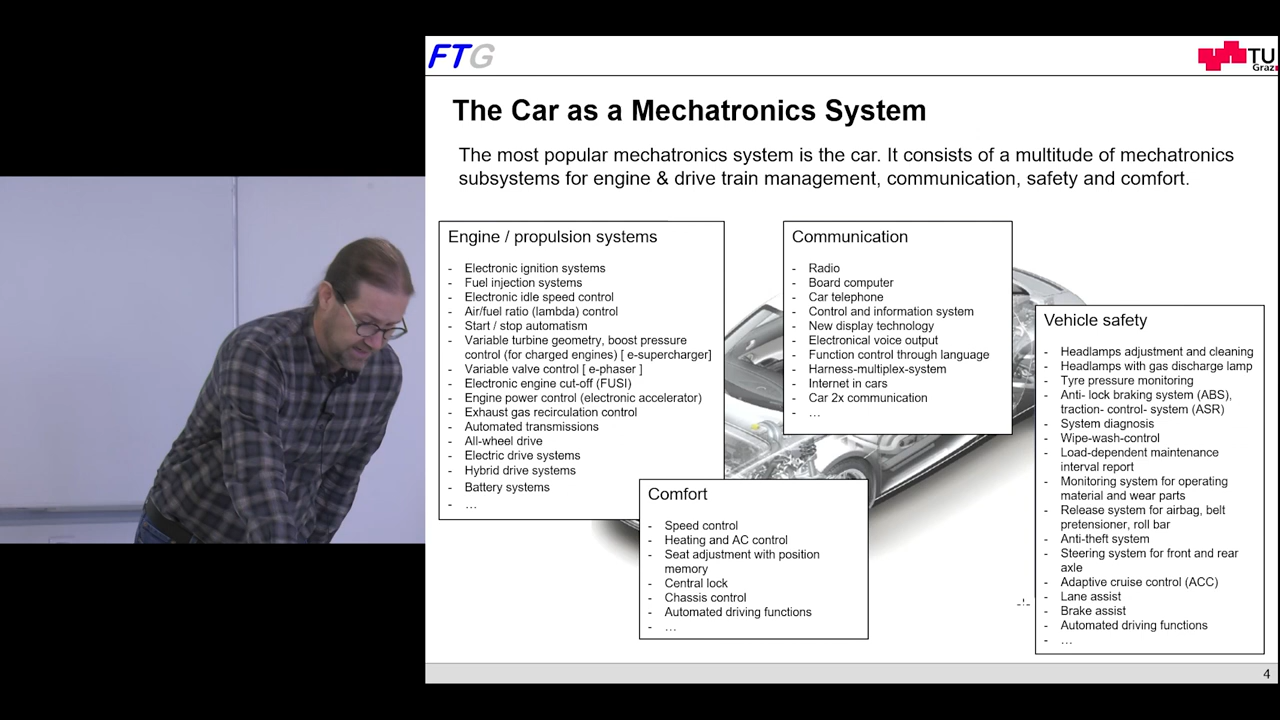 FTG
TU
Graz
The Car as a Mechatronics System
The most popular mechatronics system is the car. It consists of a multitude of mechatronics
subsystems for engine & drive train management, communication, safety and comfort.
Engine / propulsion systems
- Electronic ignition systems
- Fuel injection systems
- Electronic idle speed control
- Air/fuel ratio (lambda) control
- Start / stop automatism
- Variable turbine geometry, boost pressure
control (for charged engines) [ e-supercharger]
- Variable valve control [ e-phaser ]
- Electronic engine cut-off (FUSI)
- Engine power control (electronic accelerator)
- Exhaust gas recirculation control
- Automated transmissions
- All-wheel drive
- Electric drive systems
- Hybrid drive systems
- Battery systems
- …
Communication
- Radio
- Board computer
- Car telephone
- Control and information system
- New display technology
- Electronical voice output
- Function control through language
- Harness-multiplex-system
- Internet in cars
- Car 2x communication
- …
Comfort
- Speed control
- Heating and AC control
- Seat adjustment with position
memory
- Central lock
- Chassis control
- Automated driving functions
- …
Vehicle safety
- Headlamps adjustment and cleaning
- Headlamps with gas discharge lamp
- Tyre pressure monitoring
- Anti- lock braking system (ABS),
traction- control- system (ASR)
- System diagnosis
- Wipe-wash-control
- Load-dependent maintenance
interval report
- Monitoring system for operating
material and wear parts
- Release system for airbag, belt
pretensioner, roll bar
- Anti-theft system
- Steering system for front and rear
axle
- Adaptive cruise control (ACC)
- Lane assist
- Brake assist
- Automated driving functions
- …
4